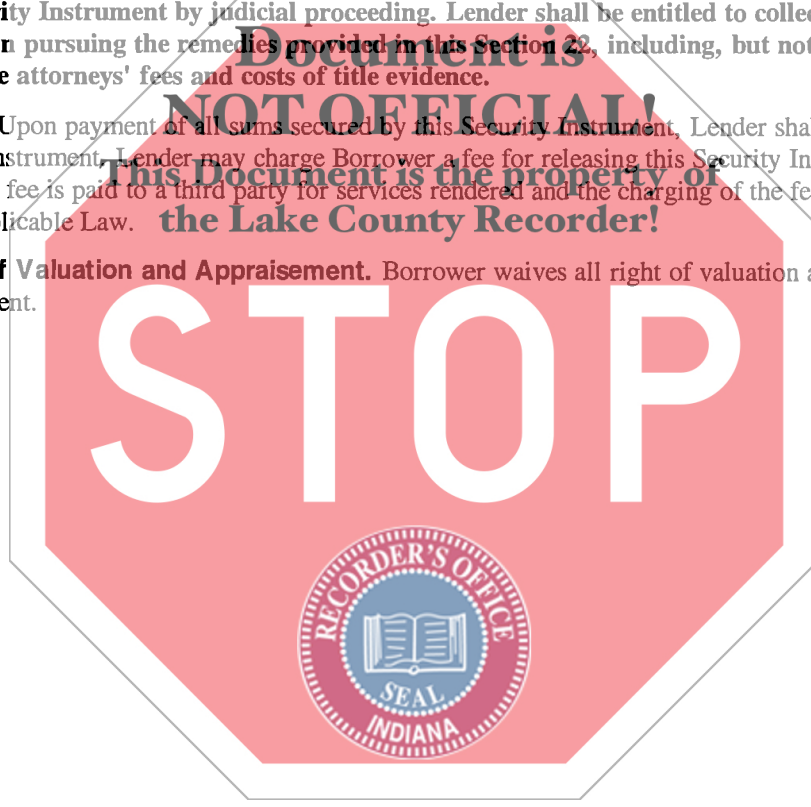 ity Instrument by judicial proceeding. Lender shall be entitled to collec
n pursuing the remedies provided in this Section 22, including, but not
e attorneys' fees and costs of title evidence.
Document is
NOT OFFICIAL!
This Document is the property of
the Lake County Recorder!
Upon payment of all sums secured by this Security Instrument, Lender sha
nstrument. Lender may charge Borrower a fee for releasing this Security In
fee is paid to a third party for services rendered and the charging of the fe
licable Law.
f Valuation and Appraisement. Borrower waives all right of valuation a
ent.
STOP
RECORDER'S OFFICE
SEAL
INDIANA